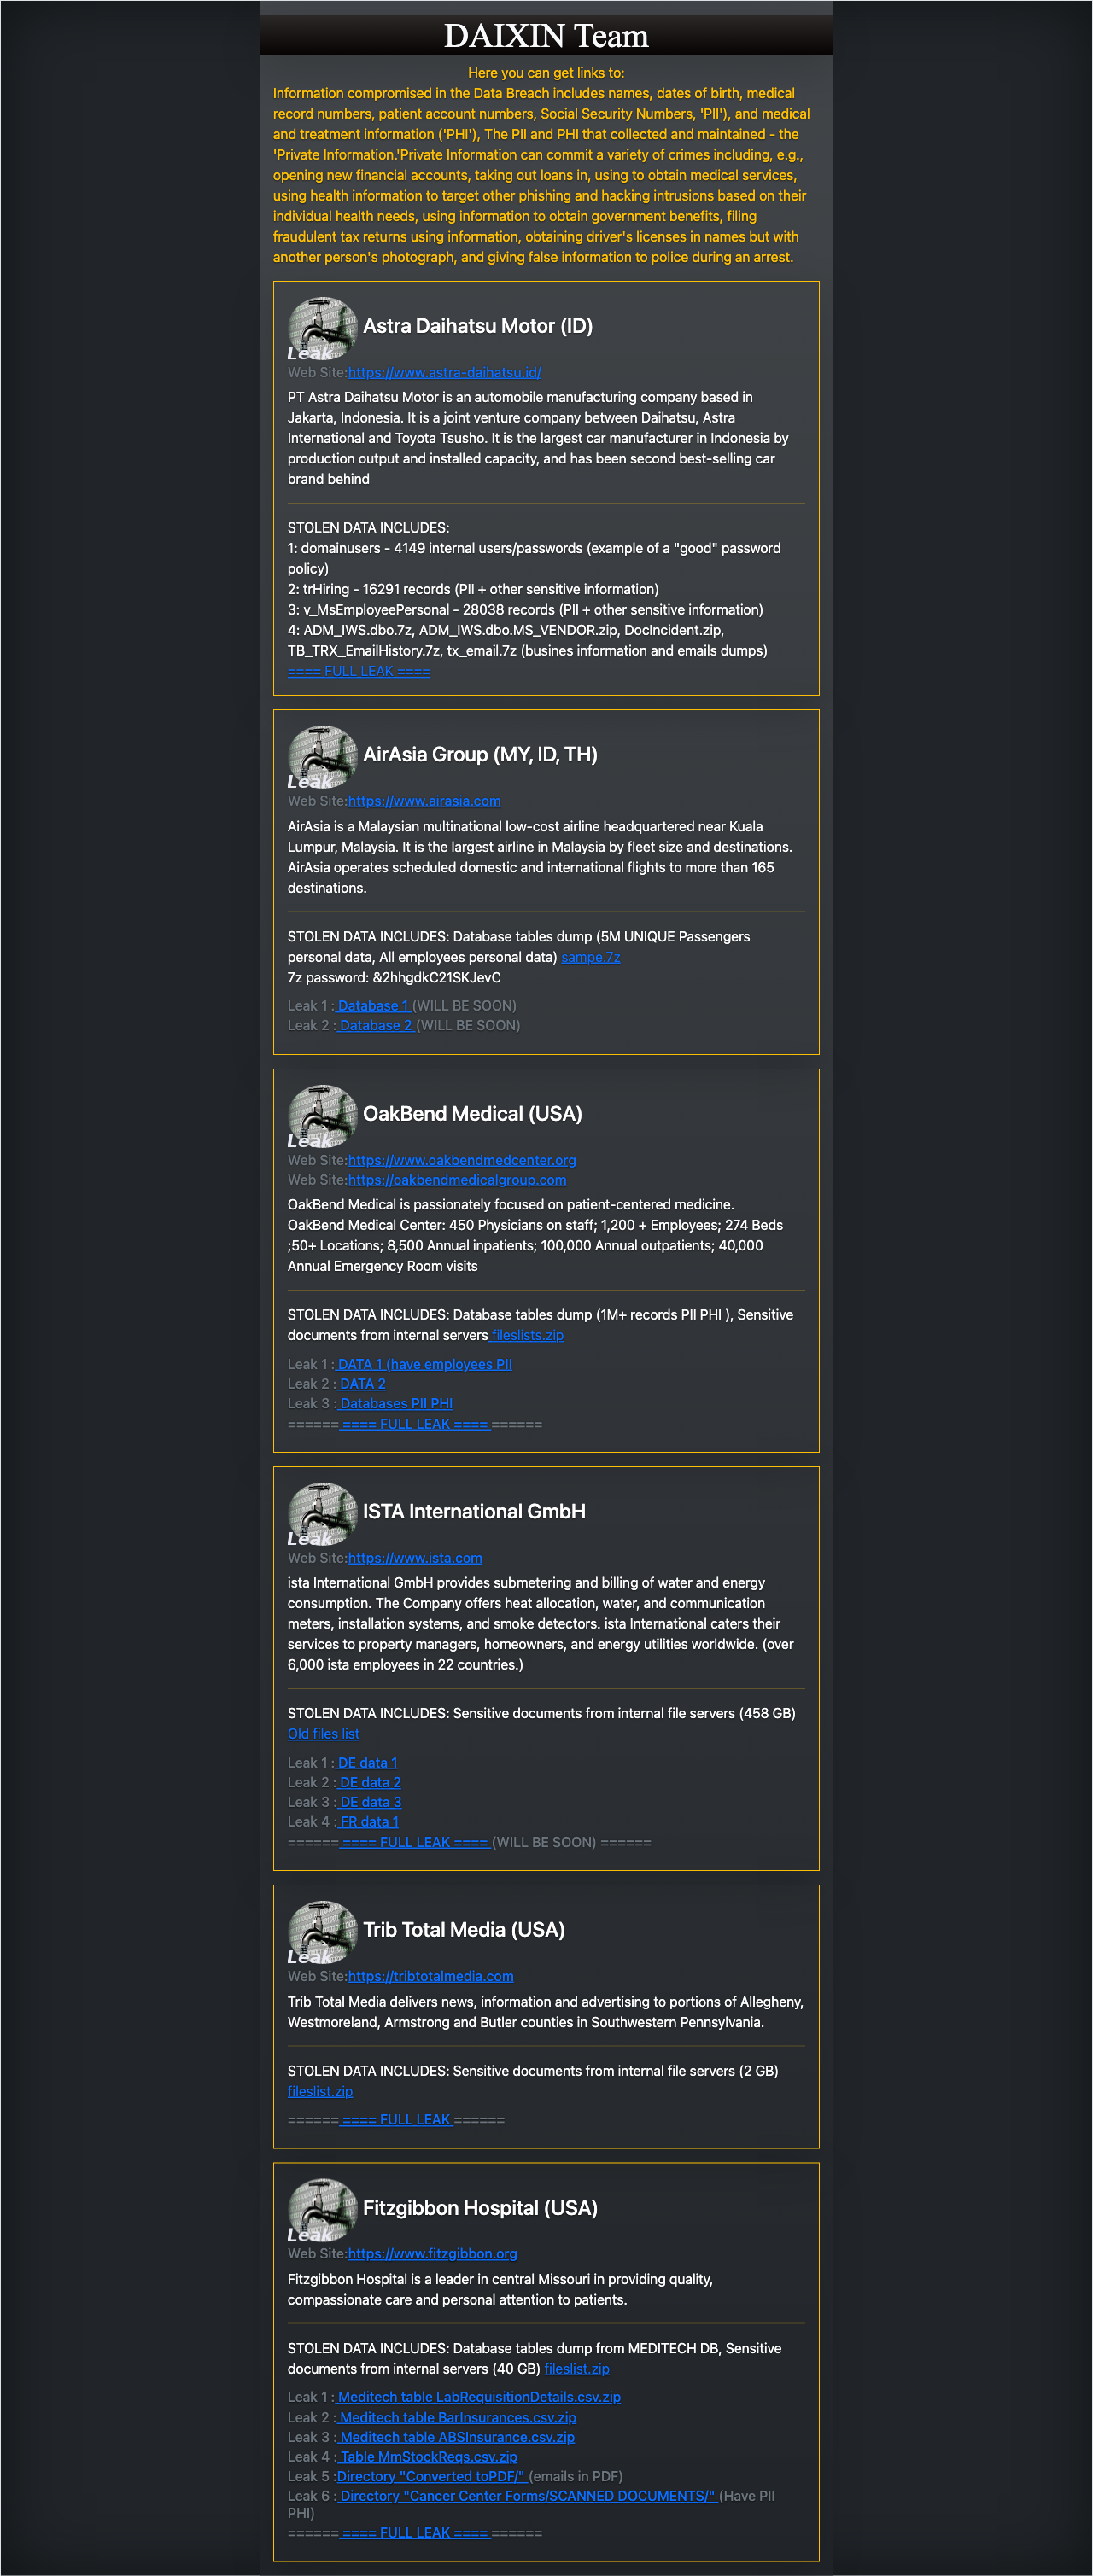 DAIXIN Team
Here you can get links to:
Information compromised in the Data Breach includes names, dates of birth, medical
record numbers, patient account numbers, Social Security Numbers, 'PII'), and medical
and treatment information ('PHI'), The PII and PHI that collected and maintained - the
'Private Information.'Private Information can commit a variety of crimes including, e.g.,
opening new financial accounts, taking out loans in, using to obtain medical services,
using health information to target other phishing and hacking intrusions based on their
individual health needs, using information to obtain government benefits, filing
fraudulent tax returns using information, obtaining driver's licenses in names but with
another person's photograph, and giving false information to police during an arrest.
Leak
Astra Daihatsu Motor (ID)
Web Site:https://www.astra-daihatsu.id/
PT Astra Daihatsu Motor is an automobile manufacturing company based in
Jakarta, Indonesia. It is a joint venture company between Daihatsu, Astra
International and Toyota Tsusho. It is the largest car manufacturer in Indonesia by
production output and installed capacity, and has been second best-selling car
brand behind
STOLEN DATA INCLUDES:
1: domainusers - 4149 internal users/passwords (example of a "good" password
policy)
2: trHiring - 16291 records (PII + other sensitive information)
3: v_MsEmployeePersonal - 28038 records (PII + other sensitive information)
4: ADM_IWS.dbo.7z, ADM_IWS.dbo.MS_VENDOR.zip, DocIncident.zip,
TB_TRX_EmailHistory.7z, tx_email.7z (busines information and emails dumps)
==== FULL LEAK ====
Leak
AirAsia Group (MY, ID, TH)
Web Site:https://www.airasia.com
AirAsia is a Malaysian multinational low-cost airline headquartered near Kuala
Lumpur, Malaysia. It is the largest airline in Malaysia by fleet size and destinations.
AirAsia operates scheduled domestic and international flights to more than 165
destinations.
STOLEN DATA INCLUDES: Database tables dump (5M UNIQUE Passengers
personal data, All employees personal data) sampe.7z
7z password: &2hhgdkC21SKJevC
Leak 1 : Database 1 (WILL BE SOON)
Leak 2 : Database 2 (WILL BE SOON)
Leak
OakBend Medical (USA)
Web Site:https://www.oakbendmedcenter.org
Web Site:https://oakbendmedicalgroup.com
OakBend Medical is passionately focused on patient-centered medicine.
OakBend Medical Center: 450 Physicians on staff; 1,200 + Employees; 274 Beds
;50+ Locations; 8,500 Annual inpatients; 100,000 Annual outpatients; 40,000
Annual Emergency Room visits
STOLEN DATA INCLUDES: Database tables dump (1M+ records PII PHI ), Sensitive
documents from internal servers fileslists.zip
Leak 1 : DATA 1 (have employees PII
Leak 2 : DATA 2
Leak 3 : Databases PII PHI
====== ==== FULL LEAK ==== ======
Leak
ISTA International GmbH
Web Site:https://www.ista.com
ista International GmbH provides submetering and billing of water and energy
consumption. The Company offers heat allocation, water, and communication
meters, installation systems, and smoke detectors. ista International caters their
services to property managers, homeowners, and energy utilities worldwide. (over
6,000 ista employees in 22 countries.)
STOLEN DATA INCLUDES: Sensitive documents from internal file servers (458 GB)
Old files list
Leak 1 : DE data 1
Leak 2 : DE data 2
Leak 3 : DE data 3
Leak 4 : FR data 1
====== ==== FULL LEAK ==== (WILL BE SOON) ======
Leak
Trib Total Media (USA)
Web Site:https://tribtotalmedia.com
Trib Total Media delivers news, information and advertising to portions of Allegheny,
Westmoreland, Armstrong and Butler counties in Southwestern Pennsylvania.
STOLEN DATA INCLUDES: Sensitive documents from internal file servers (2 GB)
fileslist.zip
====== ==== FULL LEAK ======
Leak
Fitzgibbon Hospital (USA)
Web Site:https://www.fitzgibbon.org
Fitzgibbon Hospital is a leader in central Missouri in providing quality,
compassionate care and personal attention to patients.
STOLEN DATA INCLUDES: Database tables dump from MEDITECH DB, Sensitive
documents from internal servers (40 GB) fileslist.zip
Leak 1 : Meditech table LabRequisitionDetails.csv.zip
Leak 2 : Meditech table BarInsurances.csv.zip
Leak 3 : Meditech table ABSInsurance.csv.zip
Leak 4 : Table MmStockReqs.csv.zip
Leak 5 :Directory "Converted toPDF/" (emails in PDF)
Leak 6 : Directory "Cancer Center Forms/SCANNED DOCUMENTS/" (Have PII
PHI)
====== ==== FULL LEAK ==== ======